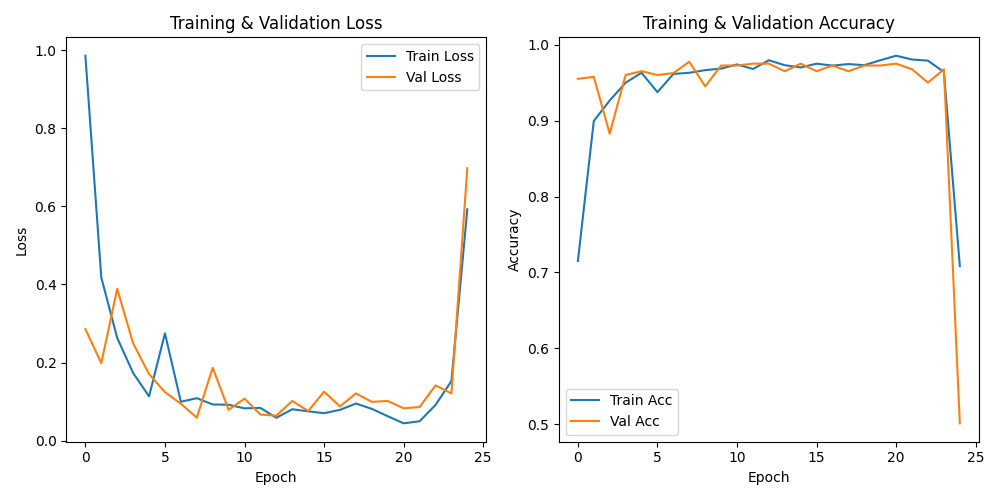 Training & Validation Loss
1.0
0.8
0.6
0.4
0.2
0.0
Loss
0 5 10 15 20 25
Epoch
Train Loss
Val Loss
Training & Validation Accuracy
1.0
0.9
0.8
0.7
0.6
0.5
Accuracy
0 5 10 15 20 25
Epoch
Train Acc
Val Acc